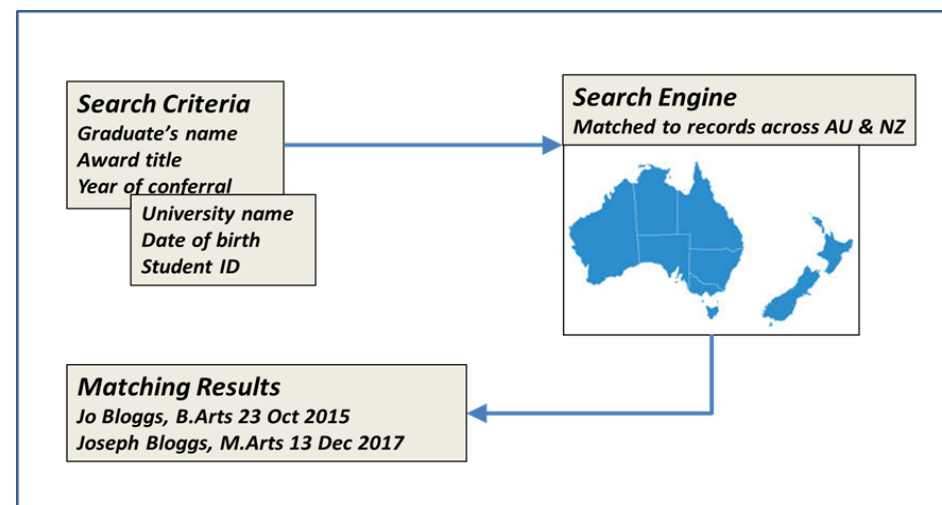 Search Criteria
Graduate's name
Award title
Year of conferral
University name
Date of birth
Student ID
Search Engine
Matched to records across AU & NZ
Matching Results
Jo Bloggs, B.Arts 23 Oct 2015
Joseph Bloggs, M.Arts 13 Dec 2017